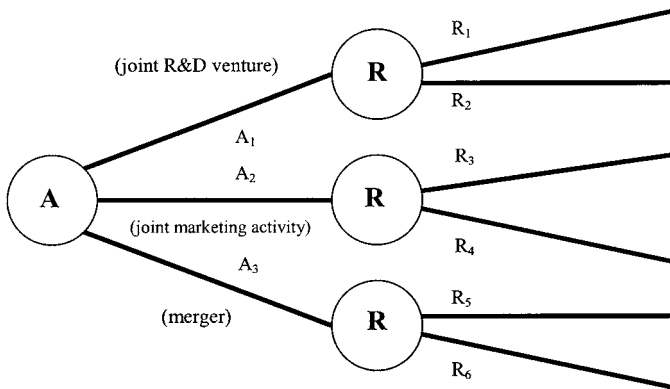 R₁
(joint R&D venture)
R
R₂
A₁
A₂
R₃
A
R
(joint marketing activity)
R₄
A₃
R₅
(merger)
R
R₆